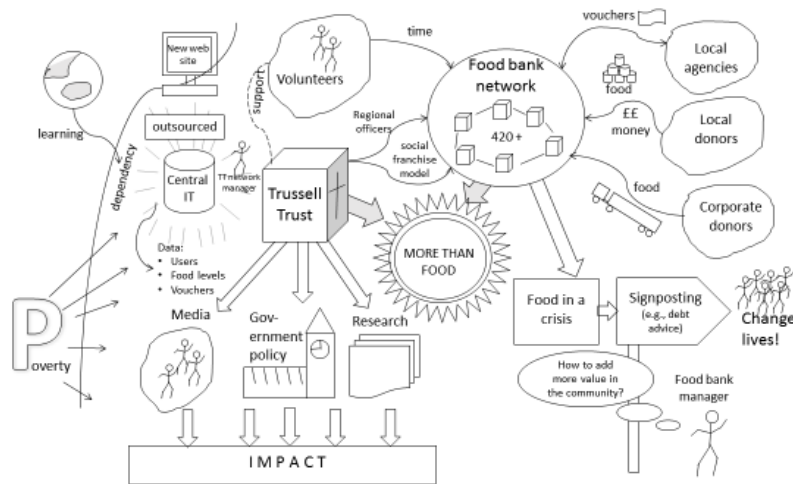 New web
site
learning
outsourced
dependency
Central
IT
TT network
manager
Data:
• Users
• Food levels
• Vouchers
Poverty
support
Volunteers
time
Regional
officers
social
franchise
model
Trussell
Trust
Food bank
network
420+
vouchers
Local
agencies
food
££
money
Local
donors
food
Corporate
donors
MORE THAN
FOOD
Media
Gov-
ernment
policy
Research
IMPACT
Food in a
crisis
Signposting
(e.g., debt
advice)
Change
lives!
How to add
more value in
the community?
Food bank
manager